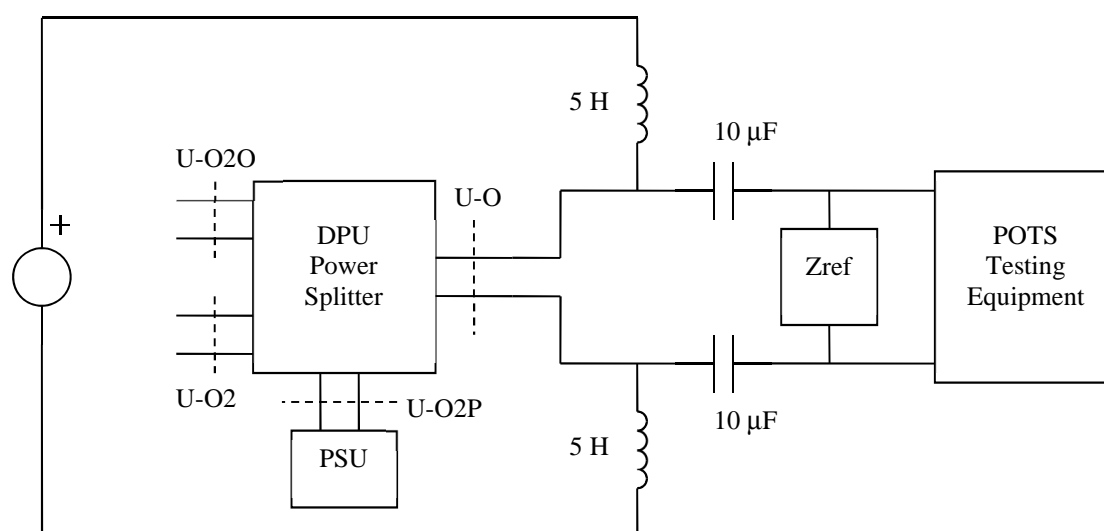 5 H
10 µF
U-O2O
U-O
+
DPU
Power
Splitter
Zref
POTS
Testing
Equipment
U-O2
U-O2P
10 µF
PSU
5 H